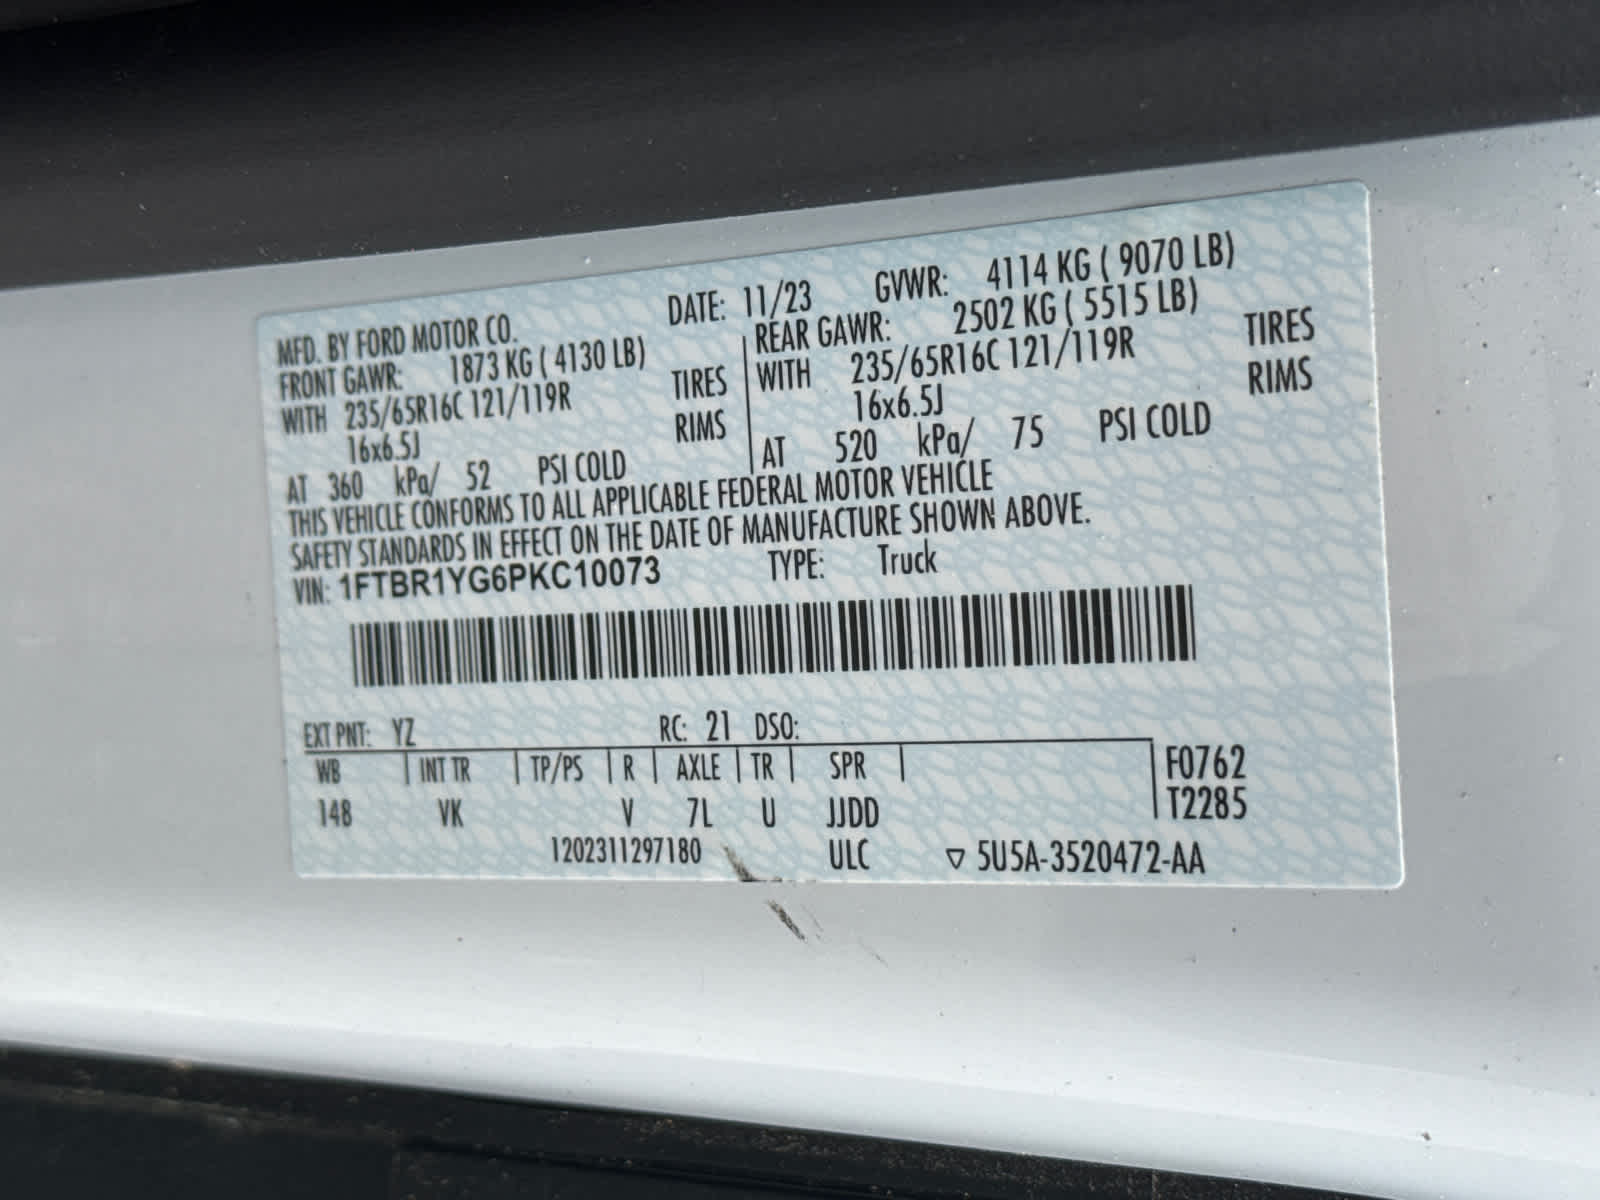 MFD. BY FORD MOTOR CO. DATE: 11/23 GVWR: 4114 KG ( 9070 LB)
FRONT GAWR: 1873 KG ( 4130 LB) REAR GAWR: 2502 KG ( 5515 LB)
WITH 235/65R16C 121/119R TIRES WITH 235/65R16C 121/119R TIRES
16x6.5J RIMS 16x6.5J RIMS
AT 360 kPa/ 52 PSI COLD AT 520 kPa/ 75 PSI COLD
THIS VEHICLE CONFORMS TO ALL APPLICABLE FEDERAL MOTOR VEHICLE
SAFETY STANDARDS IN EFFECT ON THE DATE OF MANUFACTURE SHOWN ABOVE.
VIN: 1FTBR1YG6PKC10073 TYPE: Truck
EXT PNT: YZ RC: 21 DSO:
WB INT TR TP/PS R AXLE TR SPR F0762
148 VK V 7L U JJDD T2285
1202311297180 ULC ▽ 5U5A-3520472-AA